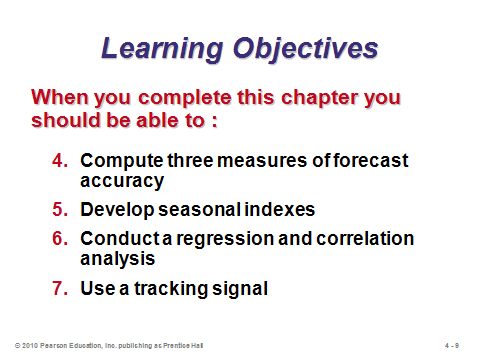 Learning Objectives
When you complete this chapter you
should be able to :
4. Compute three measures of forecast
accuracy
5. Develop seasonal indexes
6. Conduct a regression and correlation
analysis
7. Use a tracking signal
© 2010 Pearson Education, Inc. publishing as Prentice Hall
4 - 9